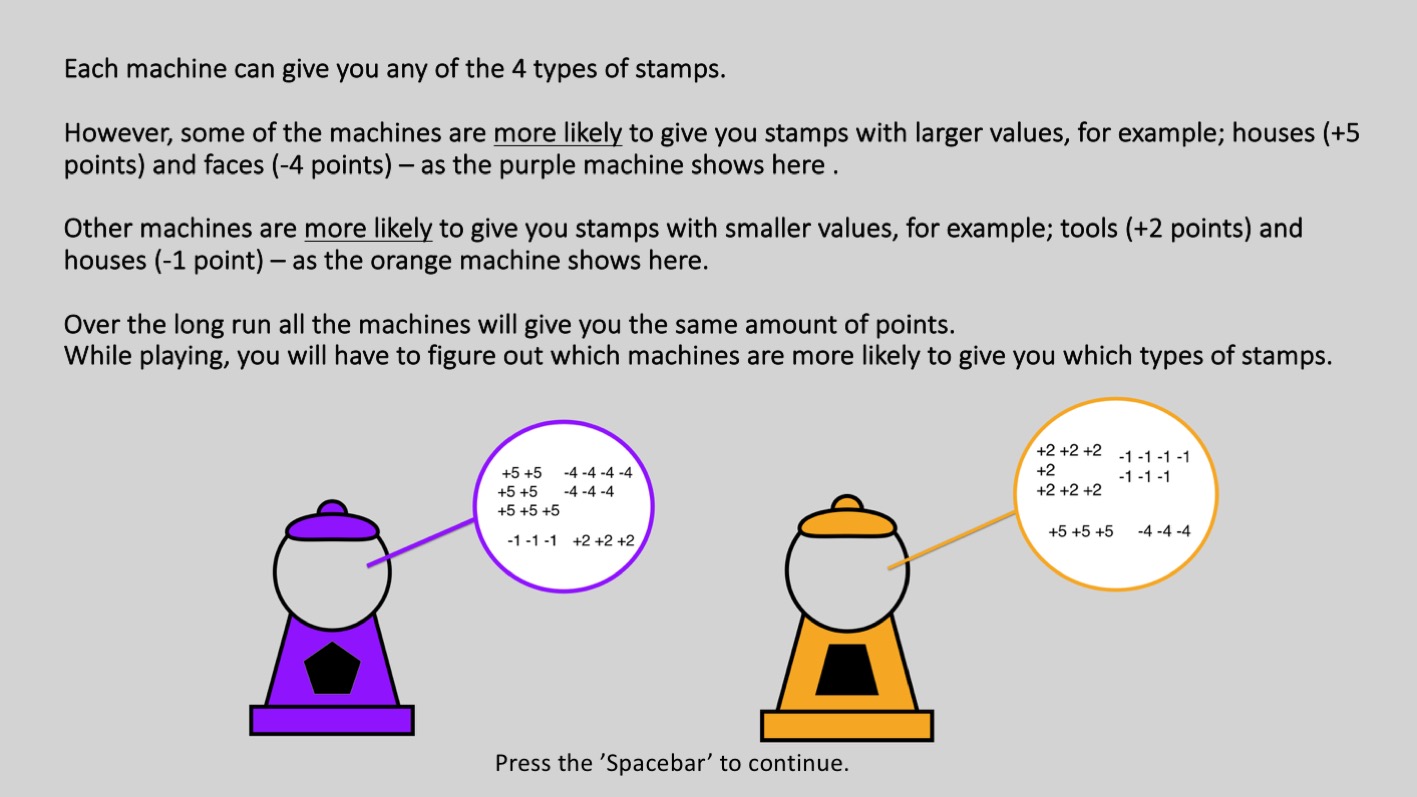 Each machine can give you any of the 4 types of stamps.
However, some of the machines are more likely to give you stamps with larger values, for example; houses (+5
points) and faces (-4 points) – as the purple machine shows here .
Other machines are more likely to give you stamps with smaller values, for example; tools (+2 points) and
houses (-1 point) – as the orange machine shows here.
Over the long run all the machines will give you the same amount of points.
While playing, you will have to figure out which machines are more likely to give you which types of stamps.
+5 +5 -4 -4 -4 -4
+5 +5 -4 -4 -4
+5 +5 +5
-1 -1 -1 +2 +2 +2
+2 +2 +2 -1 -1 -1 -1
+2 -1 -1 -1
+2 +2 +2
+5 +5 +5 -4 -4 -4
Press the ’Spacebar’ to continue.